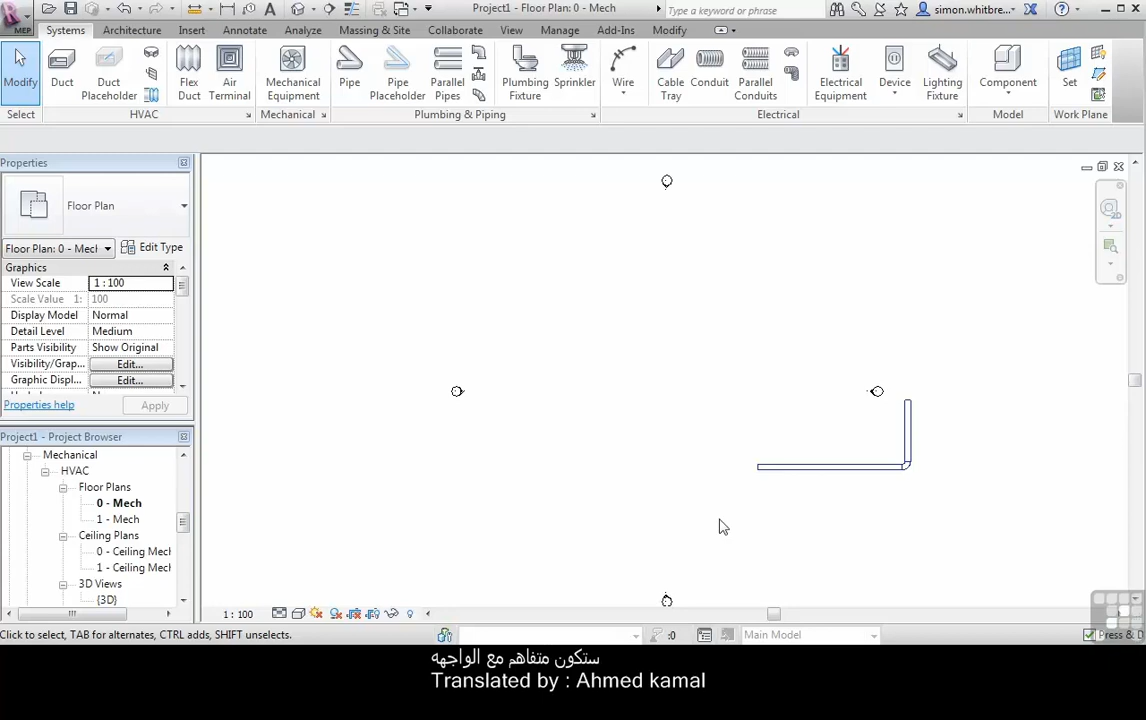 Project1 - Floor Plan: 0 - Mech
Type a keyword or phrase
simon.whitbre...
MEP
Systems Architecture Insert Annotate Analyze Massing & Site Collaborate View Manage Add-Ins Modify
Modify
Duct
Duct Placeholder
Flex Duct
Air Terminal
Mechanical Equipment
Pipe
Pipe Placeholder
Parallel Pipes
Plumbing Fixture
Sprinkler
Wire
Cable Tray
Conduit
Parallel Conduits
Electrical Equipment
Device
Lighting Fixture
Component
Set
Select HVAC Mechanical Plumbing & Piping Electrical Model Work Plane
Properties
Floor Plan
Floor Plan: 0 - Mech Edit Type
Graphics
View Scale 1 : 100
Scale Value 1: 100
Display Model Normal
Detail Level Medium
Parts Visibility Show Original
Visibility/Grap... Edit...
Graphic Displ... Edit...
Properties help Apply
Project1 - Project Browser
Mechanical
HVAC
Floor Plans
0 - Mech
1 - Mech
Ceiling Plans
0 - Ceiling Mech
1 - Ceiling Mech
3D Views
{3D}
2D
1 : 100
Click to select, TAB for alternates, CTRL adds, SHIFT unselects.
:0
Main Model
Press & D
ستكون متفاهم مع الواجهه
Translated by : Ahmed kamal